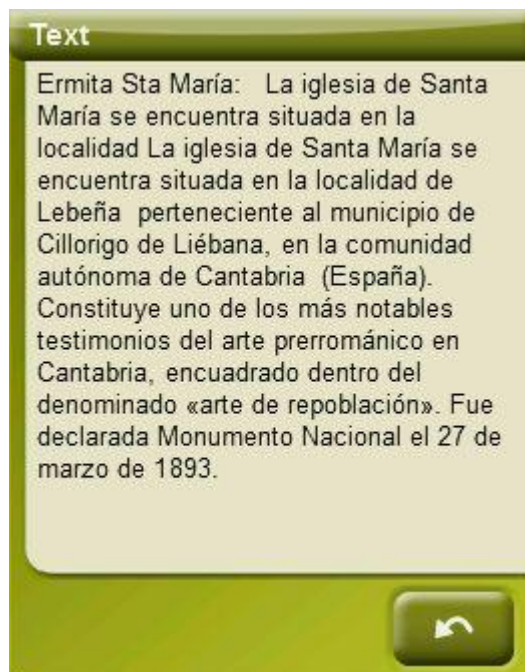 Text
Ermita Sta María:   La iglesia de Santa
María se encuentra situada en la
localidad La iglesia de Santa María se
encuentra situada en la localidad de
Lebeña  perteneciente al municipio de
Cillorigo de Liébana, en la comunidad
autónoma de Cantabria  (España).
Constituye uno de los más notables
testimonios del arte prerrománico en
Cantabria, encuadrado dentro del
denominado «arte de repoblación». Fue
declarada Monumento Nacional el 27 de
marzo de 1893.